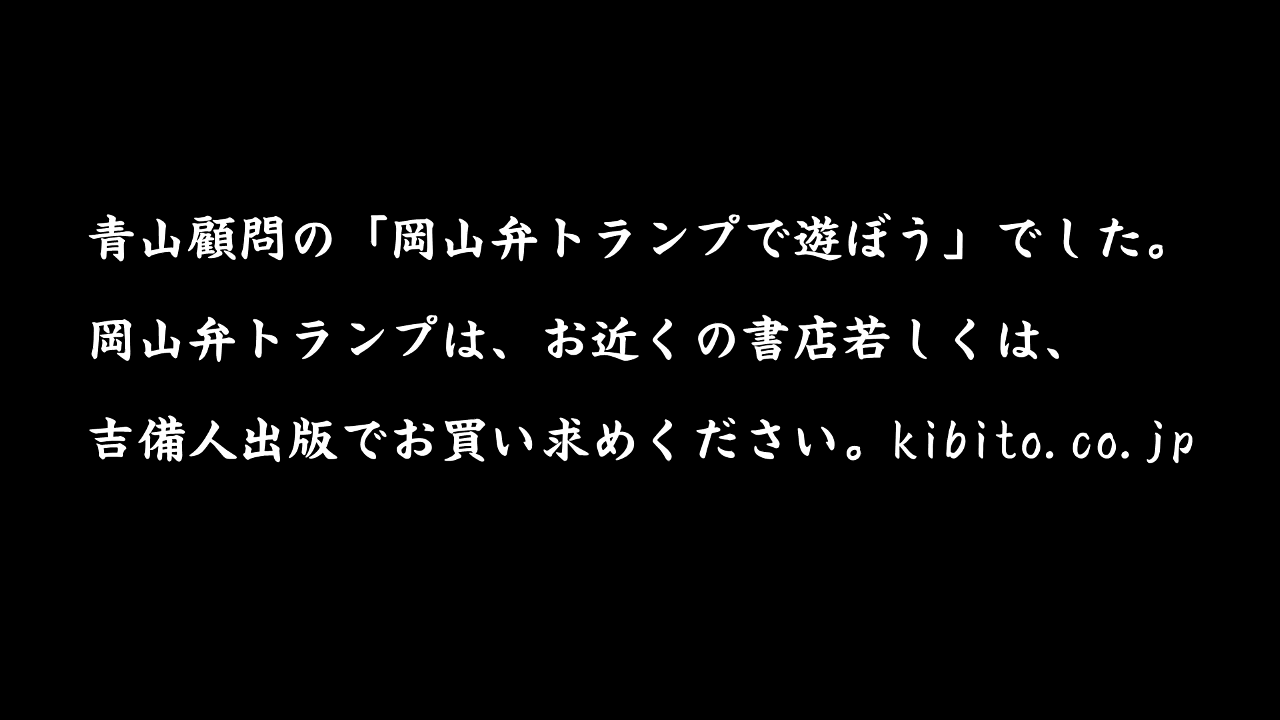 青山顧問の「岡山弁トランプで遊ぼう」でした。
岡山弁トランプは、お近くの書店若しくは、
吉備人出版でお買い求めください。kibito.co.jp